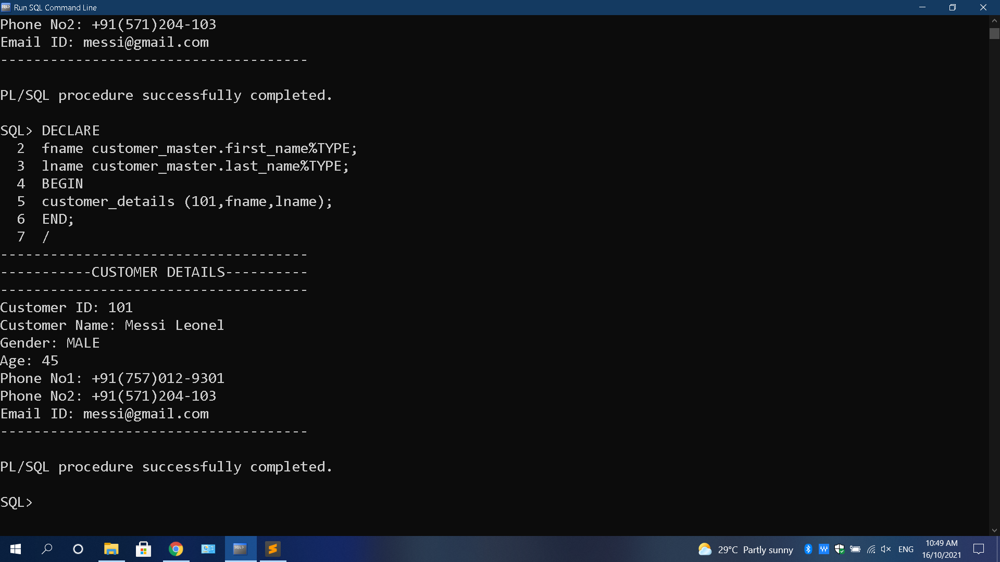 Run SQL Command Line
Phone No2: +91(571)204-103
Email ID: messi@gmail.com
-------------------------------------
PL/SQL procedure successfully completed.
SQL> DECLARE
  2  fname customer_master.first_name%TYPE;
  3  lname customer_master.last_name%TYPE;
  4  BEGIN
  5  customer_details (101,fname,lname);
  6  END;
  7  /
-------------------------------------
-----------CUSTOMER DETAILS----------
-------------------------------------
Customer ID: 101
Customer Name: Messi Leonel
Gender: MALE
Age: 45
Phone No1: +91(757)012-9301
Phone No2: +91(571)204-103
Email ID: messi@gmail.com
-------------------------------------
PL/SQL procedure successfully completed.
SQL>
29°C Partly sunny ENG 10:49 AM
16/10/2021